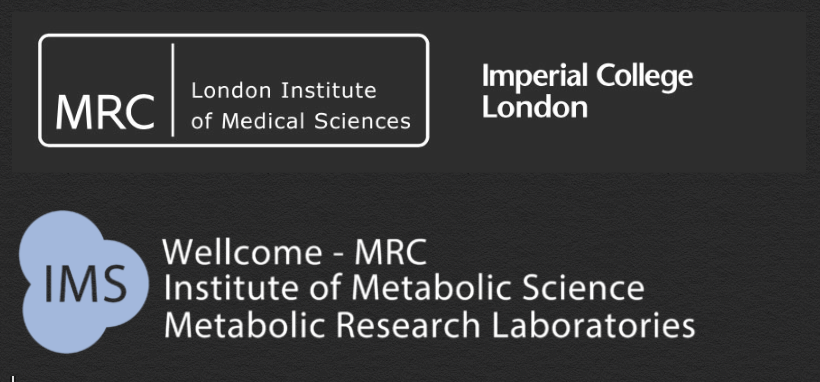 MRC
London Institute
of Medical Sciences
Imperial College
London
IMS
Wellcome - MRC
Institute of Metabolic Science
Metabolic Research Laboratories